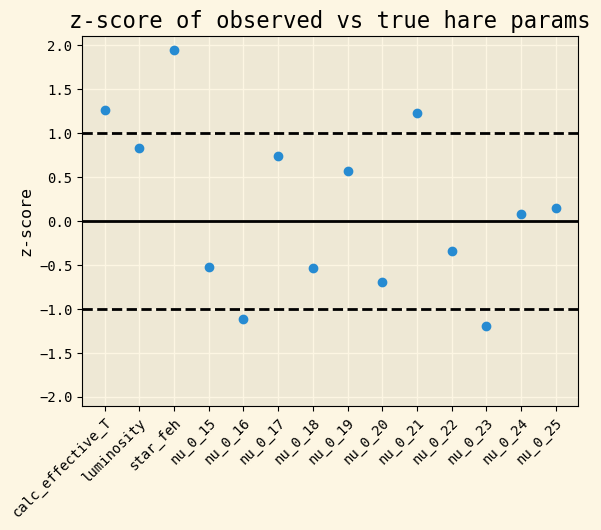 z-score of observed vs true hare params
z-score
2.0
1.5
1.0
0.5
0.0
−0.5
−1.0
−1.5
−2.0
calc_effective_T
luminosity
star_feh
nu_0_15
nu_0_16
nu_0_17
nu_0_18
nu_0_19
nu_0_20
nu_0_21
nu_0_22
nu_0_23
nu_0_24
nu_0_25